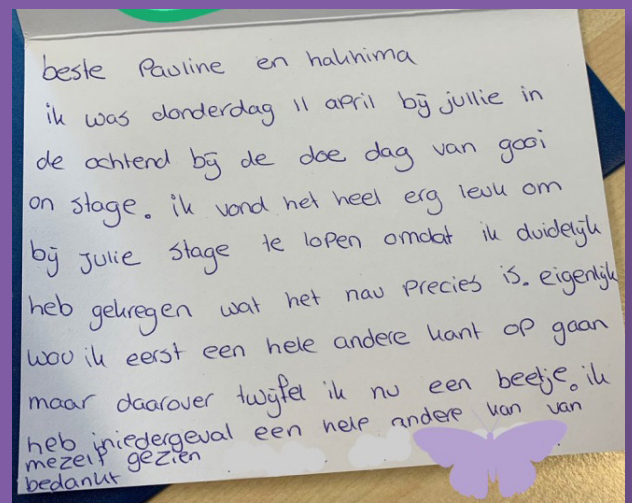 beste Pauline en hakhima
ik was donderdag 11 april bij jullie in
de ochtend bij de doe dag van gooi
on stage. ik vond het heel erg leuk om
bij julie stage te lopen omdat ik duidelijk
heb gekregen wat het nau precies is. eigenlijk
wou ik eerst een hele andere kant op gaan
maar daarover twijfel ik nu een beetje. ik
heb iniedergeval een hele andere kan van
mezelf gezien
bedankt